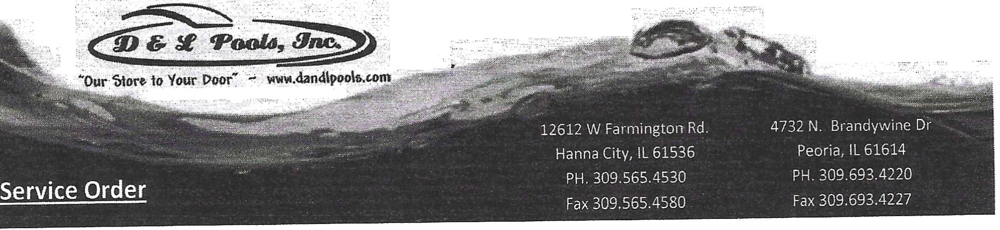 D & L Pools, Inc.
"Our Store to Your Door" ~ www.dandlpools.com
12612 W Farmington Rd.
Hanna City, IL 61536
PH. 309.565.4530
Fax 309.565.4580
4732 N. Brandywine Dr
Peoria, IL 61614
PH. 309.693.4220
Fax 309.693.4227
Service Order